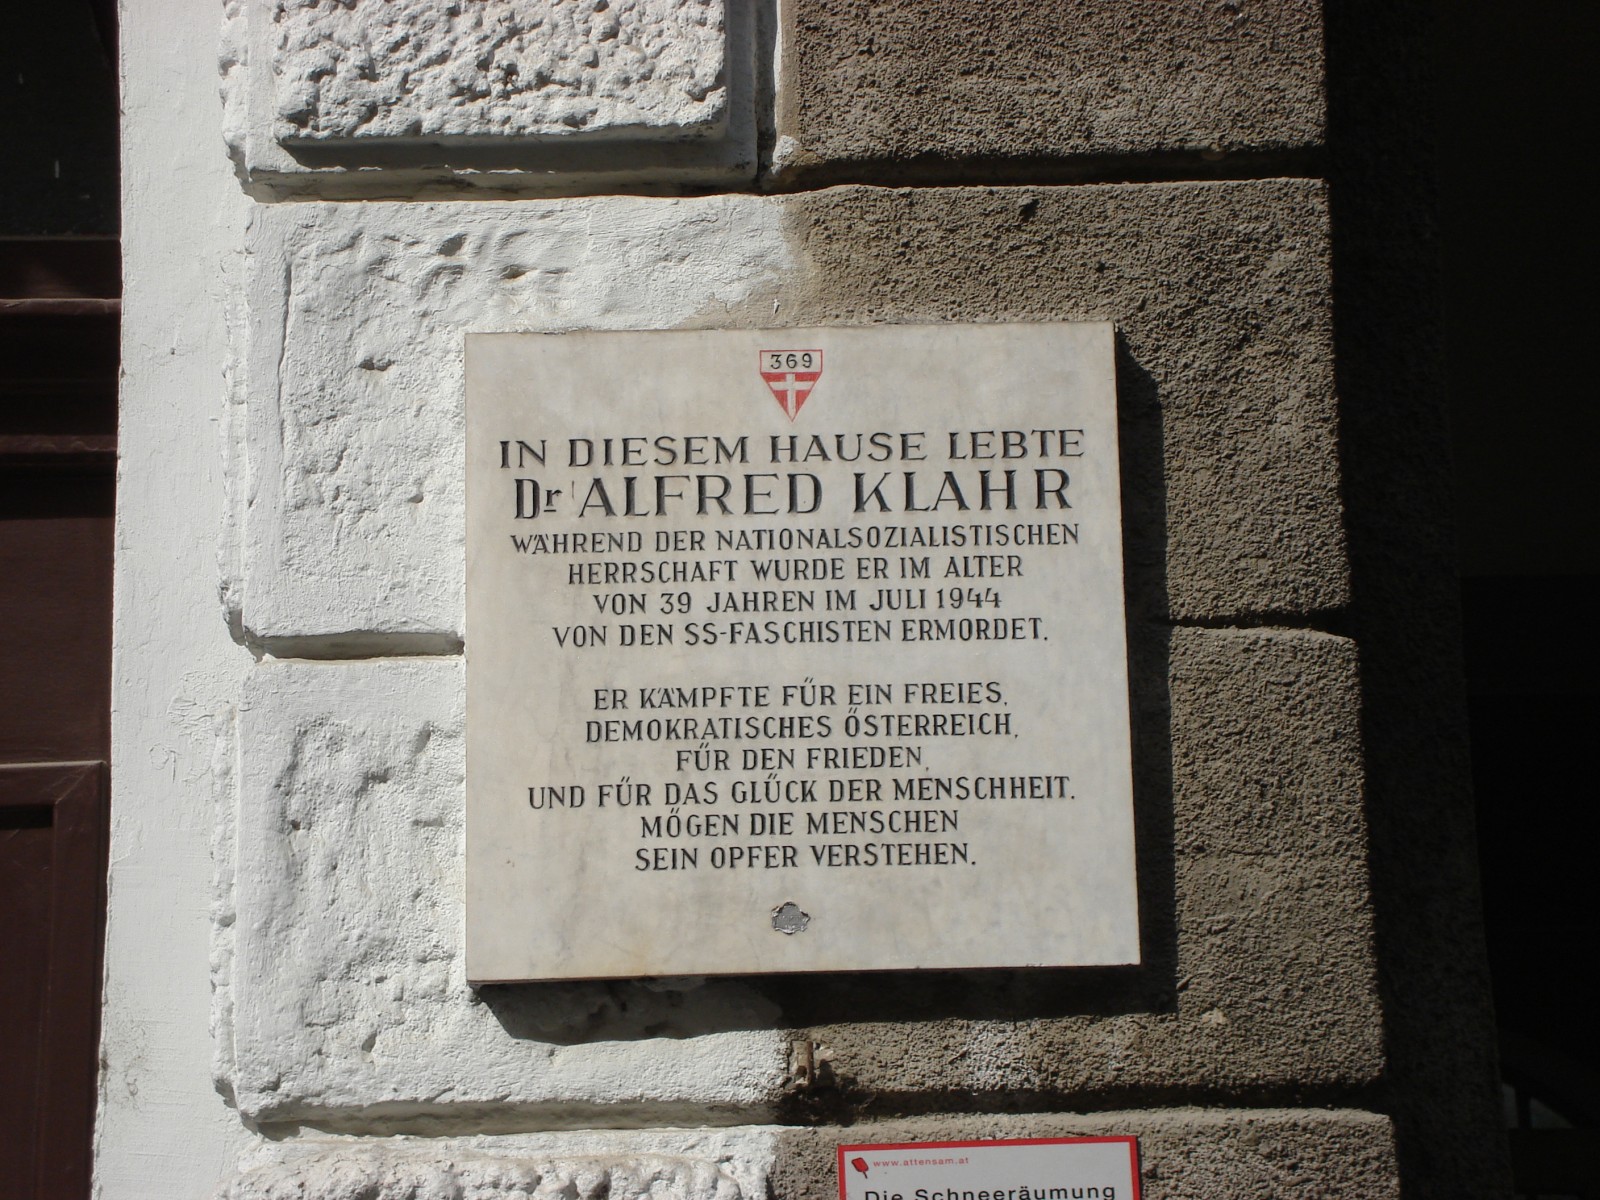 369
IN DIESEM HAUSE LEBTE
Dr ALFRED KLAHR
WÄHREND DER NATIONALSOZIALISTISCHEN
HERRSCHAFT WURDE ER IM ALTER
VON 39 JAHREN IM JULI 1944
VON DEN SS-FASCHISTEN ERMORDET.
ER KÄMPFTE FÜR EIN FREIES,
DEMOKRATISCHES ÖSTERREICH,
FÜR DEN FRIEDEN,
UND FÜR DAS GLÜCK DER MENSCHHEIT.
MÖGEN DIE MENSCHEN
SEIN OPFER VERSTEHEN.
www.attensam.at
Die Schneeräumung